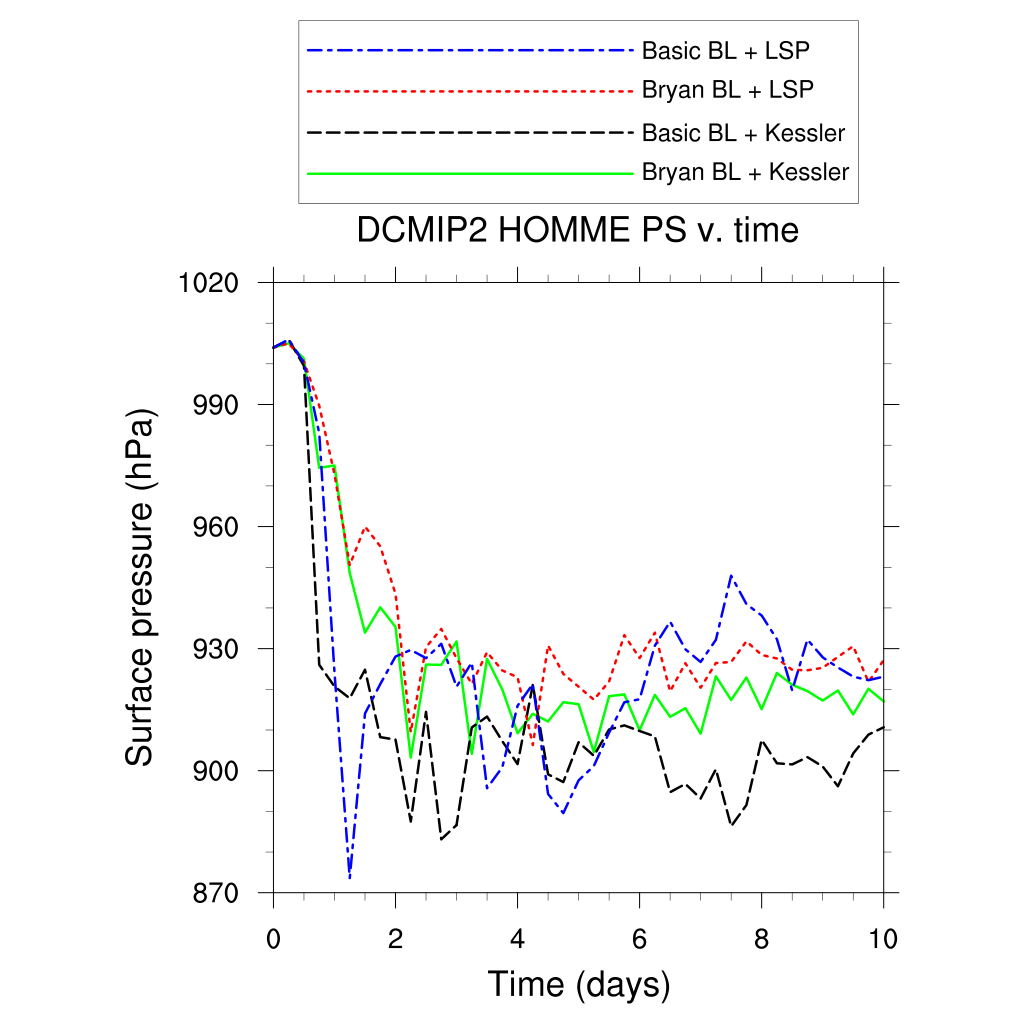 Basic BL + LSP
Bryan BL + LSP
Basic BL + Kessler
Bryan BL + Kessler
DCMIP2 HOMME PS v. time
1020
990
960
930
900
870
Surface pressure (hPa)
0 2 4 6 8 10
Time (days)